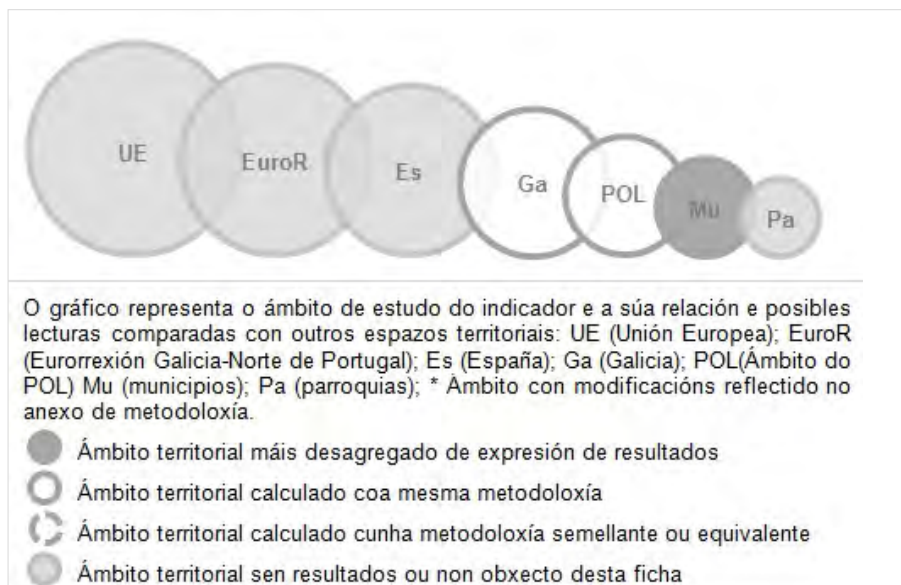 UE
EuroR
Es
Ga
POL
Mu
Pa
O gráfico representa o ámbito de estudo do indicador e a súa relación e posibles
lecturas comparadas con outros espazos territoriais: UE (Unión Europea); EuroR
(Eurorrexión Galicia-Norte de Portugal); Es (España); Ga (Galicia); POL(Ámbito do
POL) Mu (municipios); Pa (parroquias); * Ámbito con modificacións reflectido no
anexo de metodoloxía.
Ámbito territorial máis desagregado de expresión de resultados
Ámbito territorial calculado coa mesma metodoloxía
Ámbito territorial calculado cunha metodoloxía semellante ou equivalente
Ámbito territorial sen resultados ou non obxecto desta ficha